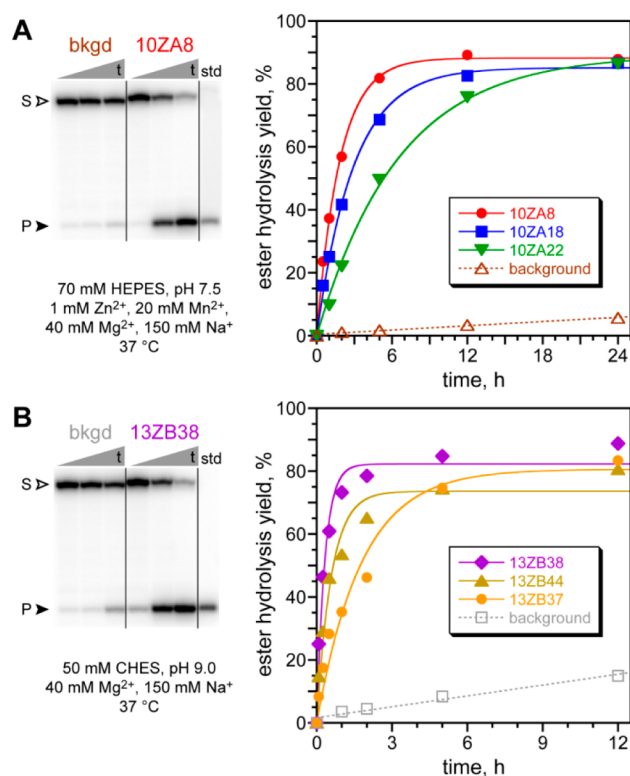 A
bkgd 10ZA8
t t std
S
P
70 mM HEPES, pH 7.5
1 mM Zn²⁺, 20 mM Mn²⁺,
40 mM Mg²⁺, 150 mM Na⁺
37 °C
ester hydrolysis yield, %
100
80
60
40
20
0
10ZA8
10ZA18
10ZA22
background
0 6 12 18 24
time, h
B
bkgd 13ZB38
t t std
S
P
50 mM CHES, pH 9.0
40 mM Mg²⁺, 150 mM Na⁺
37 °C
ester hydrolysis yield, %
100
80
60
40
20
0
13ZB38
13ZB44
13ZB37
background
0 3 6 9 12
time, h